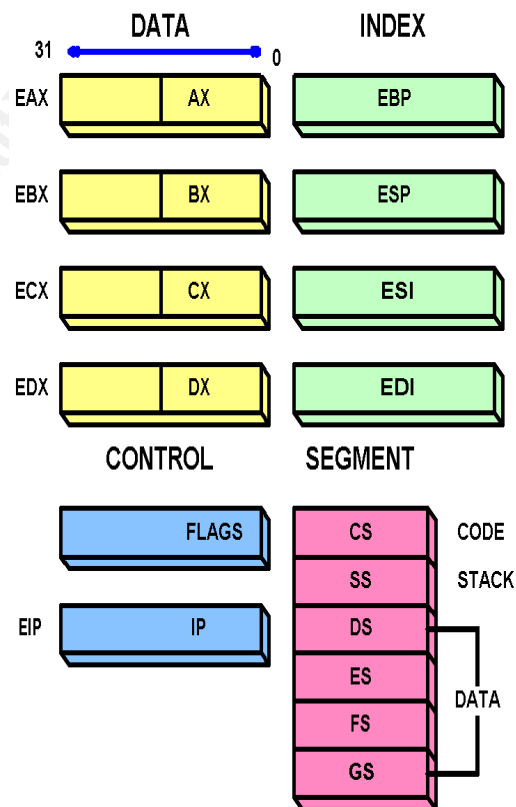 DATA
INDEX
31
0
EAX
AX
EBP
EBX
BX
ESP
ECX
CX
ESI
EDX
DX
EDI
CONTROL
SEGMENT
FLAGS
CS
CODE
SS
STACK
EIP
IP
DS
ES
DATA
FS
GS